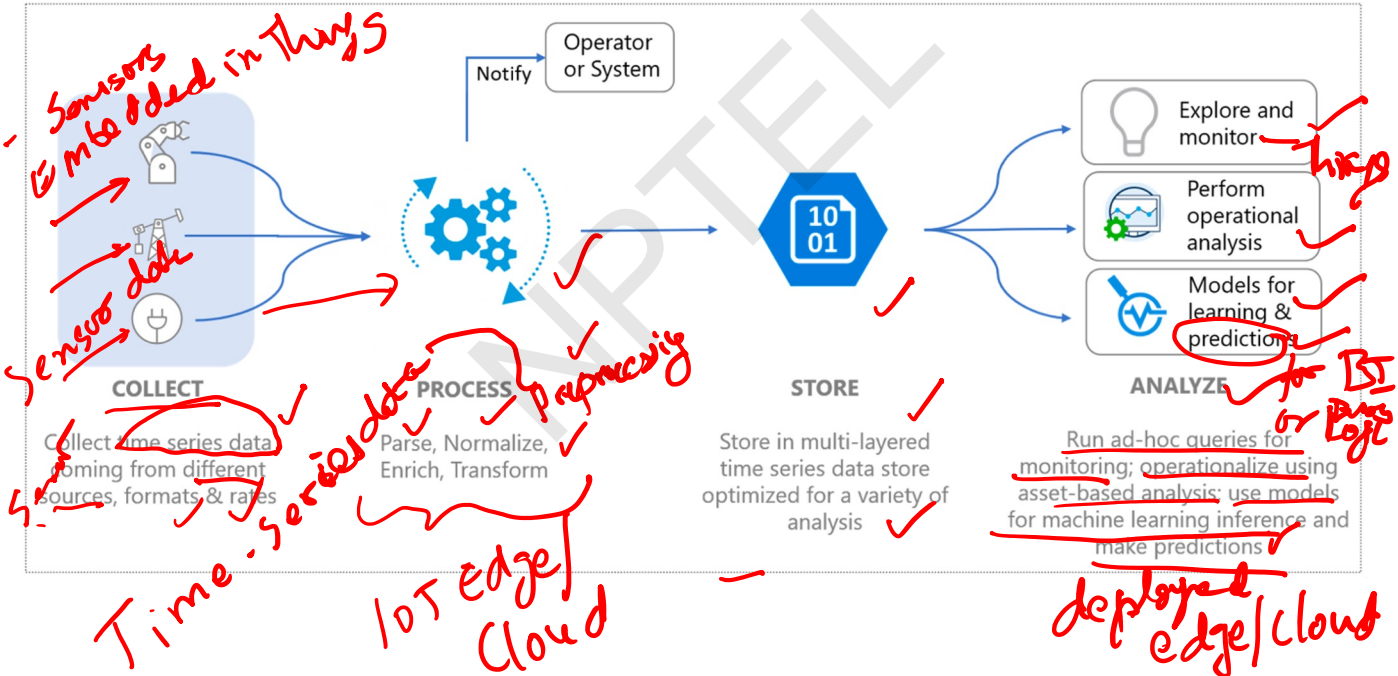 Operator
or System
Notify
- Sensors
Embedded in Things
Explore and
monitor
Things
Perform
operational
analysis
Models for
learning &
predictions
for BI
or
Logic
10
01
NPTEL
Sensor data
COLLECT
Collect time series data
coming from different
sources, formats & rates
Time-series data
PROCESS
Preprocessing
Parse, Normalize,
Enrich, Transform
IoT Edge/
Cloud
STORE
Store in multi-layered
time series data store
optimized for a variety of
analysis
ANALYZE
Run ad-hoc queries for
monitoring; operationalize using
asset-based analysis; use models
for machine learning inference and
make predictions
deployed
edge/Cloud